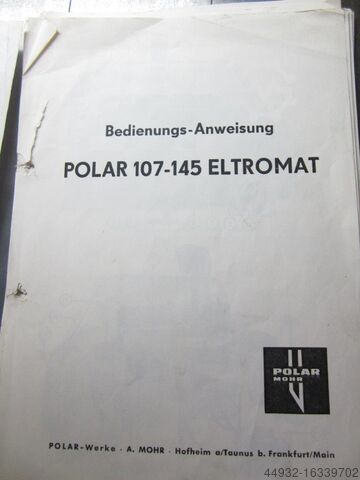 Bedienungs-Anweisung
POLAR 107-145 ELTROMAT
POLAR
MOHR
POLAR-Werke · A. MOHR · Hofheim a/Taunus b. Frankfurt/Main
44932-16339702